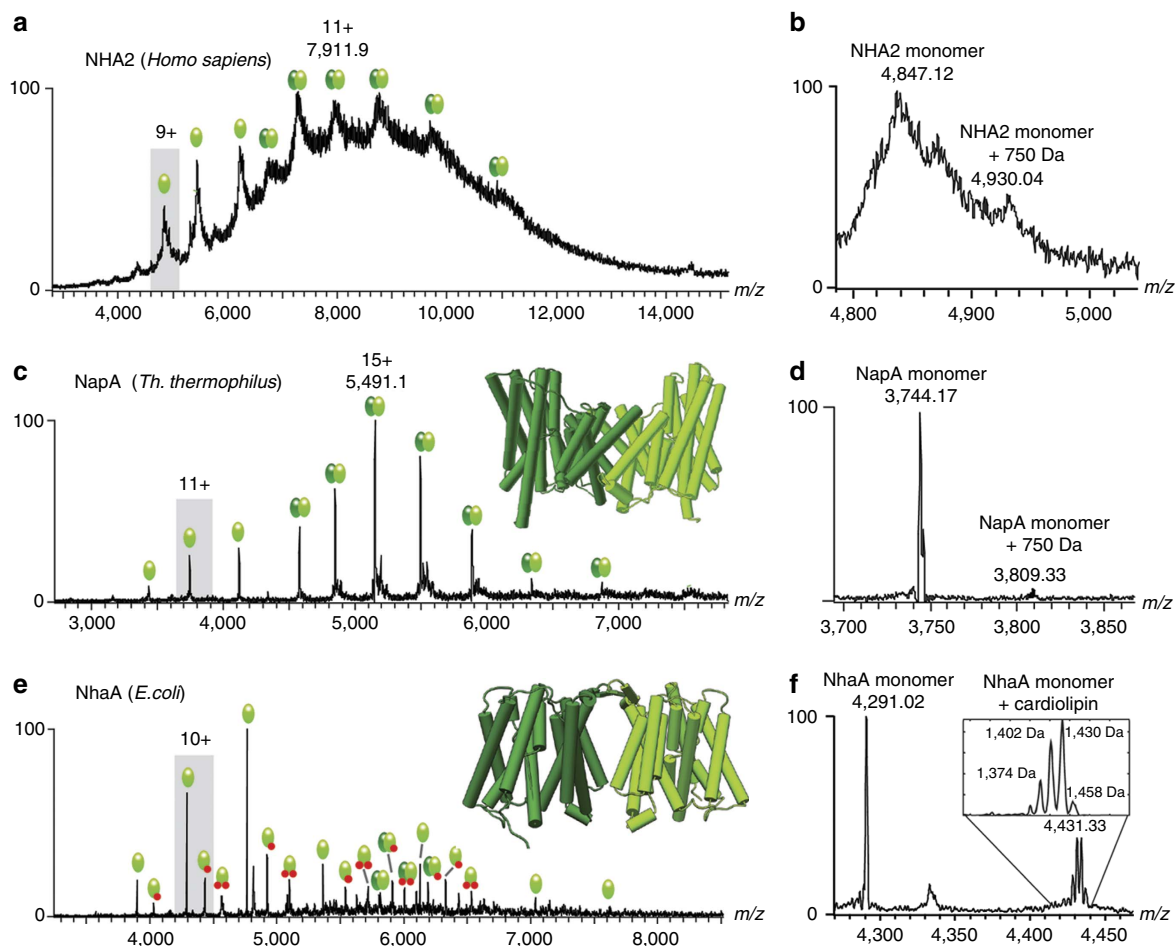 a
NHA2 (Homo sapiens)
11+
7,911.9
100
9+
0
4,000 6,000 8,000 10,000 12,000 14,000
m/z
b
NHA2 monomer
4,847.12
100
NHA2 monomer
+ 750 Da
4,930.04
0
4,800 4,900 5,000
m/z
c
NapA (Th. thermophilus)
15+
5,491.1
100
11+
0
3,000 4,000 5,000 6,000 7,000
m/z
d
NapA monomer
3,744.17
100
NapA monomer
+ 750 Da
3,809.33
0
3,700 3,750 3,800 3,850
m/z
e
NhaA (E.coli)
100
10+
0
4,000 5,000 6,000 7,000 8,000
m/z
f
NhaA monomer
4,291.02
100
NhaA monomer
+ cardiolipin
1,402 Da
1,430 Da
1,374 Da
1,458 Da
4,431.33
0
4,300 4,350 4,400 4,450
m/z